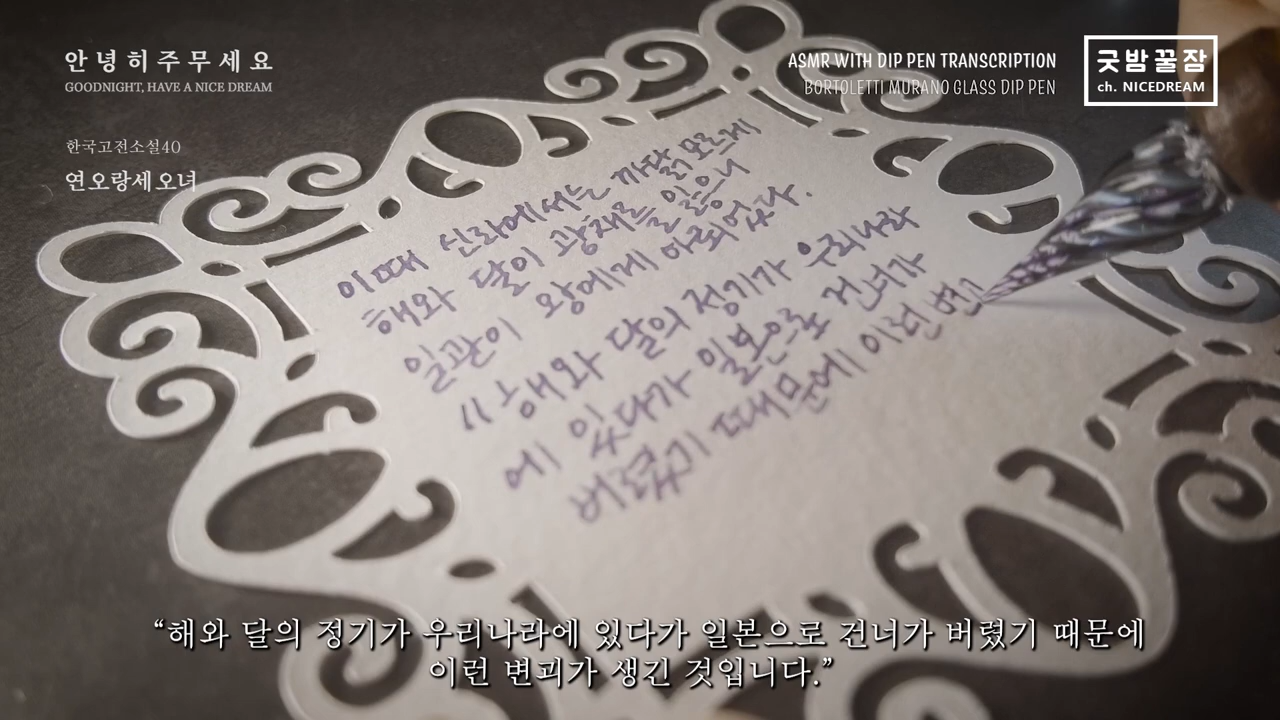 안녕히주무세요
GOODNIGHT, HAVE A NICE DREAM
한국고전소설40
연오랑세오녀
ASMR WITH DIP PEN TRANSCRIPTION
BORTOLETTI MURANO GLASS DIP PEN
굿밤꿀잠
ch. NICEDREAM
이때 신라에서는 까닭 모르게
해와 달이 광채를 잃으니
일관이 왕에게 아뢰었다.
"해와 달의 정기가 우리나라
에 있다가 일본으로 건너가
버렸기 때문에 이런 변
“해와 달의 정기가 우리나라에 있다가 일본으로 건너가 버렸기 때문에
이런 변괴가 생긴 것입니다.”